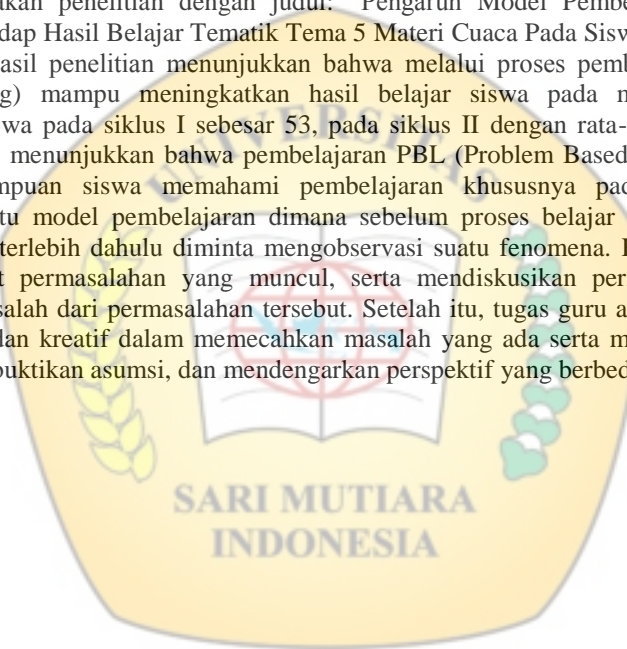 akan penelitian dengan judul: "Pengaruh Model Pembe
dap Hasil Belajar Tematik Tema 5 Materi Cuaca Pada Sisw
asil penelitian menunjukkan bahwa melalui proses pemb
g) mampu meningkatkan hasil belajar siswa pada m
wa pada siklus I sebesar 53, pada siklus II dengan rata-
menunjukkan bahwa pembelajaran PBL (Problem Based
mpuan siswa memahami pembelajaran khususnya pad
tu model pembelajaran dimana sebelum proses belajar
terlebih dahulu diminta mengobservasi suatu fenomena.
t permasalahan yang muncul, serta mendiskusikan per
salah dari permasalahan tersebut. Setelah itu, tugas guru a
dan kreatif dalam memecahkan masalah yang ada serta m
buktikan asumsi, dan mendengarkan perspektif yang berbed
UNIVERSITAS
SARI MUTIARA
INDONESIA